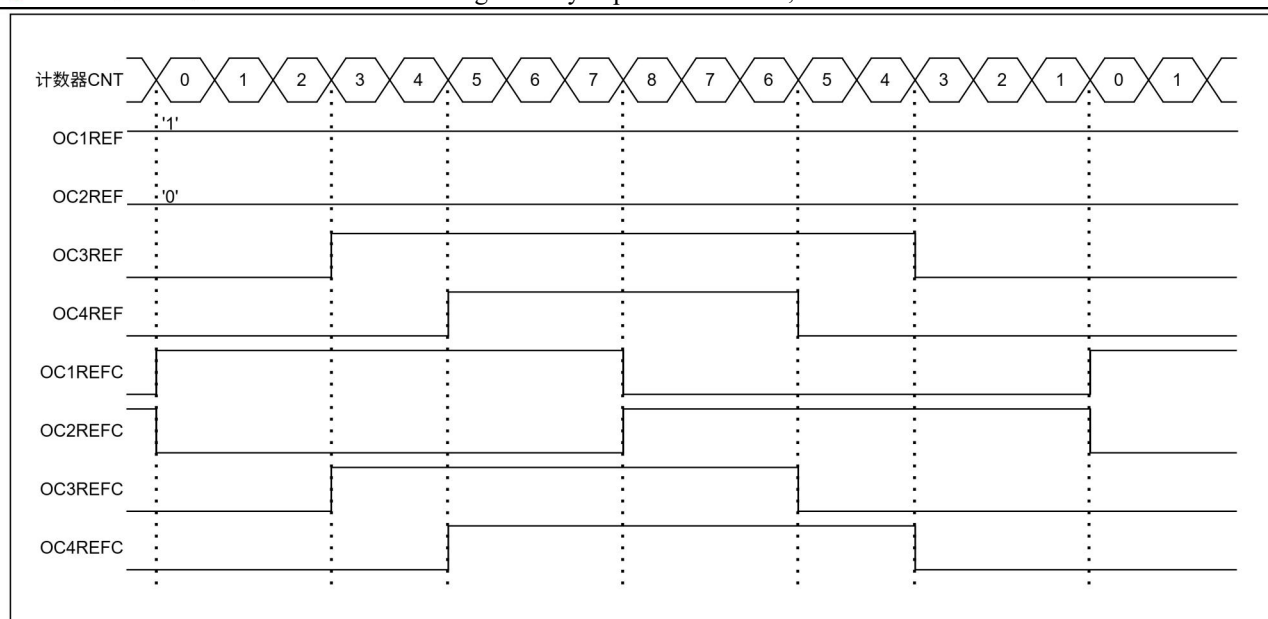 计数器CNT 0 1 2 3 4 5 6 7 8 7 6 5 4 3 2 1 0 1
OC1REF '1'
OC2REF '0'
OC3REF
OC4REF
OC1REFC
OC2REFC
OC3REFC
OC4REFC